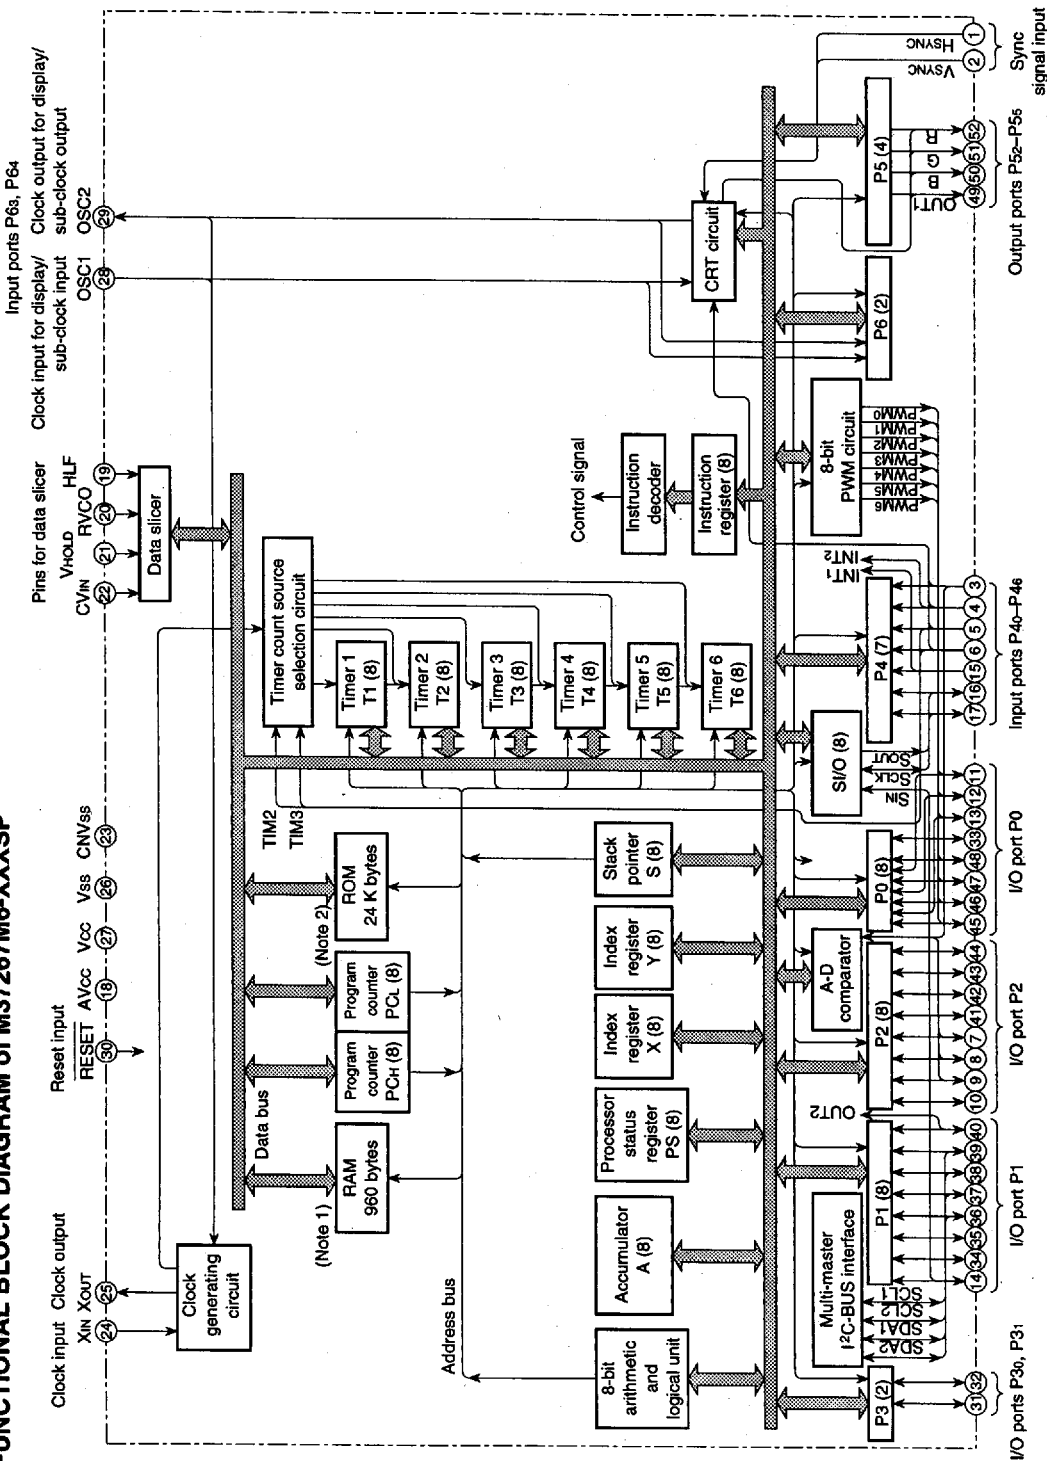 FUNCTIONAL BLOCK DIAGRAM of M37267M6-XXXSP
Clock input Clock output
XIN XOUT
24 25
Reset input
RESET
30
AVCC
18
VCC
27
VSS
26
CNVSS
23
Pins for data slicer
CVIN VHOLD RVCO HLF
22 21 20 19
Input ports P63, P64
Clock input for display/
sub-clock input
OSC1
28
Clock output for display/
sub-clock output
OSC2
29
Clock
generating
circuit
Data slicer
Data bus
(Note 1)
RAM
960 bytes
Program
counter
PCH (8)
Program
counter
PCL (8)
(Note 2)
ROM
24 K bytes
TIM2
TIM3
Timer count source
selection circuit
Timer 1
T1 (8)
Timer 2
T2 (8)
Timer 3
T3 (8)
Timer 4
T4 (8)
Timer 5
T5 (8)
Timer 6
T6 (8)
Address bus
8-bit
arithmetic
and
logical unit
Accumulator
A (8)
Processor
status
register
PS (8)
Index
register
X (8)
Index
register
Y (8)
Stack
pointer
S (8)
Control signal
Instruction
decoder
Instruction
register (8)
CRT circuit
P3 (2)
Multi-master
I2C-BUS interface
SDA2
SDA1
SCL2
SCL1
P1 (8)
OUT2
P2 (8)
A-D
comparator
P0 (8)
SI/O (8)
SIN
SCLK
SOUT
P4 (7)
INT1
INT2
8-bit
PWM circuit
PWM6
PWM5
PWM4
PWM3
PWM2
PWM1
PWM0
P6 (2)
P5 (4)
OUT1
B
G
R
VSYNC
HSYNC
31 32
I/O ports P30, P31
14 34 35 36 37 38 39 40
I/O port P1
10 9 8 7 41 42 43 44
I/O port P2
45 46 47 48 33 13 12 11
I/O port P0
17 16 15 6 5 4 3
Input ports P40–P46
49 50 51 52
Output ports P52–P55
2 1
Sync
signal input